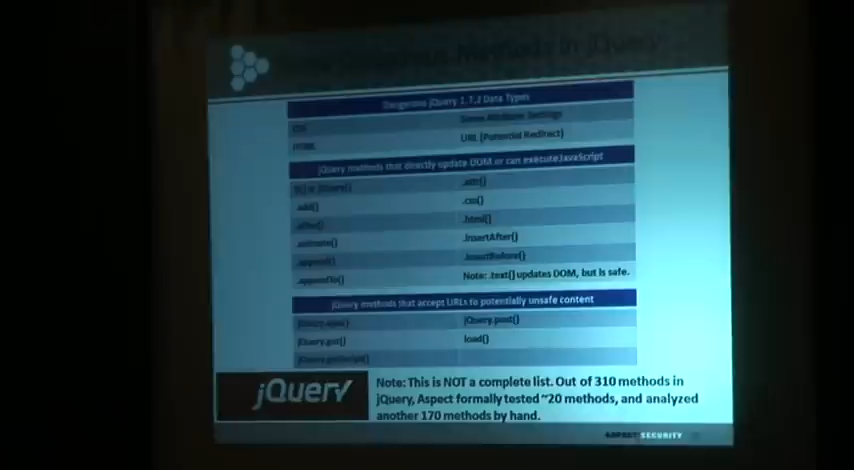 Methods in jQuery
Dangerous jQuery 1.7.2 Data Types
CSS Some Attribute Settings
HTML URL (Potential Redirect)
jQuery methods that directly update DOM or can execute JavaScript
$() or jQuery() .attr()
.add() .css()
.after() .html()
.animate() .insertAfter()
.append() .insertBefore()
.appendTo() Note: .text() updates DOM, but is safe.
jQuery methods that accept URLs to potentially unsafe content
jQuery.ajax() jQuery.post()
jQuery.get() load()
jQuery.getScript()
jQuery
Note: This is NOT a complete list. Out of 310 methods in
jQuery, Aspect formally tested ~20 methods, and analyzed
another 170 methods by hand.
ASPECT SECURITY